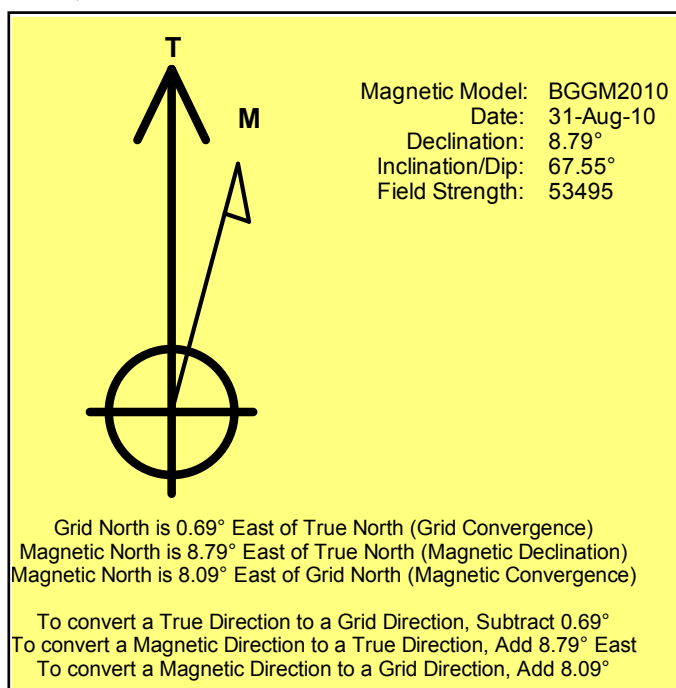 T
M
Magnetic Model: BGGM2010
Date: 31-Aug-10
Declination: 8.79°
Inclination/Dip: 67.55°
Field Strength: 53495
Grid North is 0.69° East of True North (Grid Convergence)
Magnetic North is 8.79° East of True North (Magnetic Declination)
Magnetic North is 8.09° East of Grid North (Magnetic Convergence)
To convert a True Direction to a Grid Direction, Subtract 0.69°
To convert a Magnetic Direction to a True Direction, Add 8.79° East
To convert a Magnetic Direction to a Grid Direction, Add 8.09°